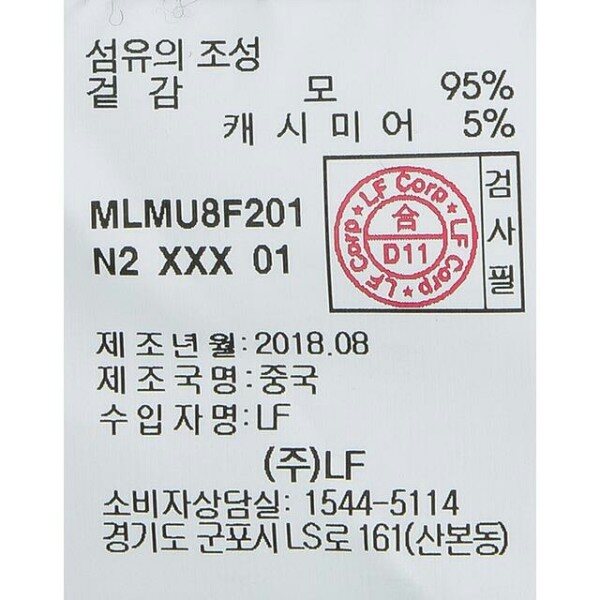 섬유의 조성
겉 감 모 95%
캐 시 미 어 5%
MLMU8F201
N2 XXX 01
LF Corp ★ LF Corp ★ LF Corp ★
合
D11
검사필
제 조 년 월 : 2018.08
제 조 국 명 : 중국
수 입 자 명 : LF
(주)LF
소비자상담실: 1544-5114
경기도 군포시 LS로 161(산본동)